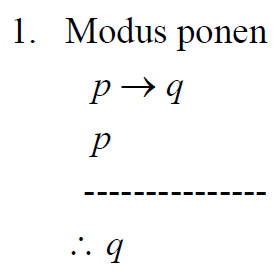 1. Modus ponen
p → q
p
---------------
∴ q